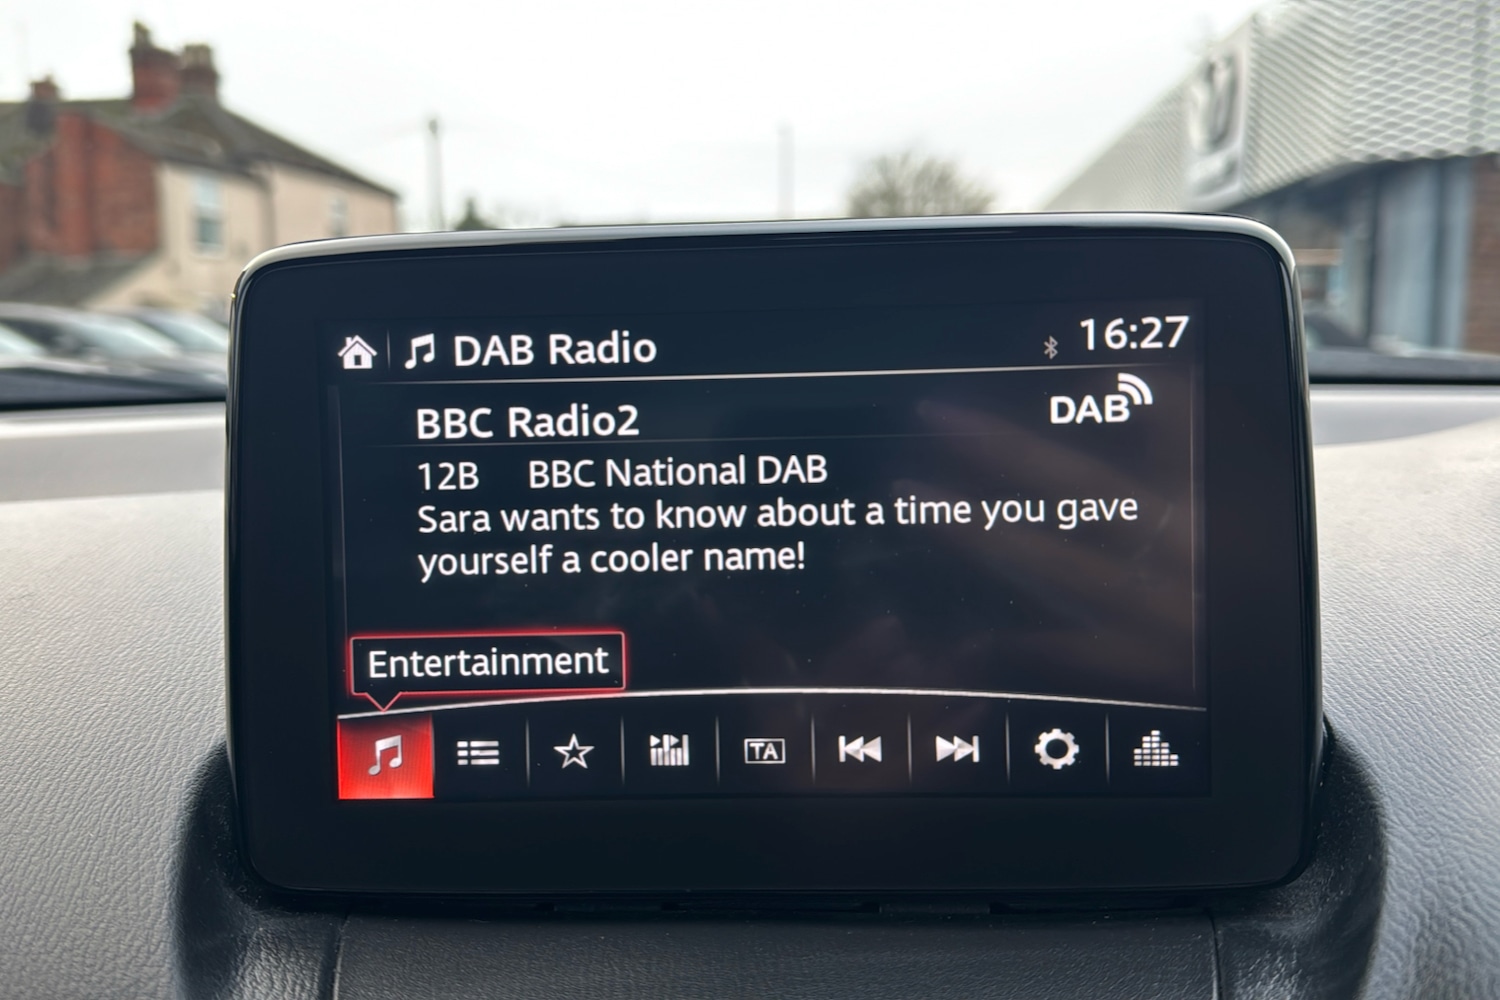 DAB Radio
16:27
BBC Radio2
DAB
12B BBC National DAB
Sara wants to know about a time you gave
yourself a cooler name!
Entertainment
TA